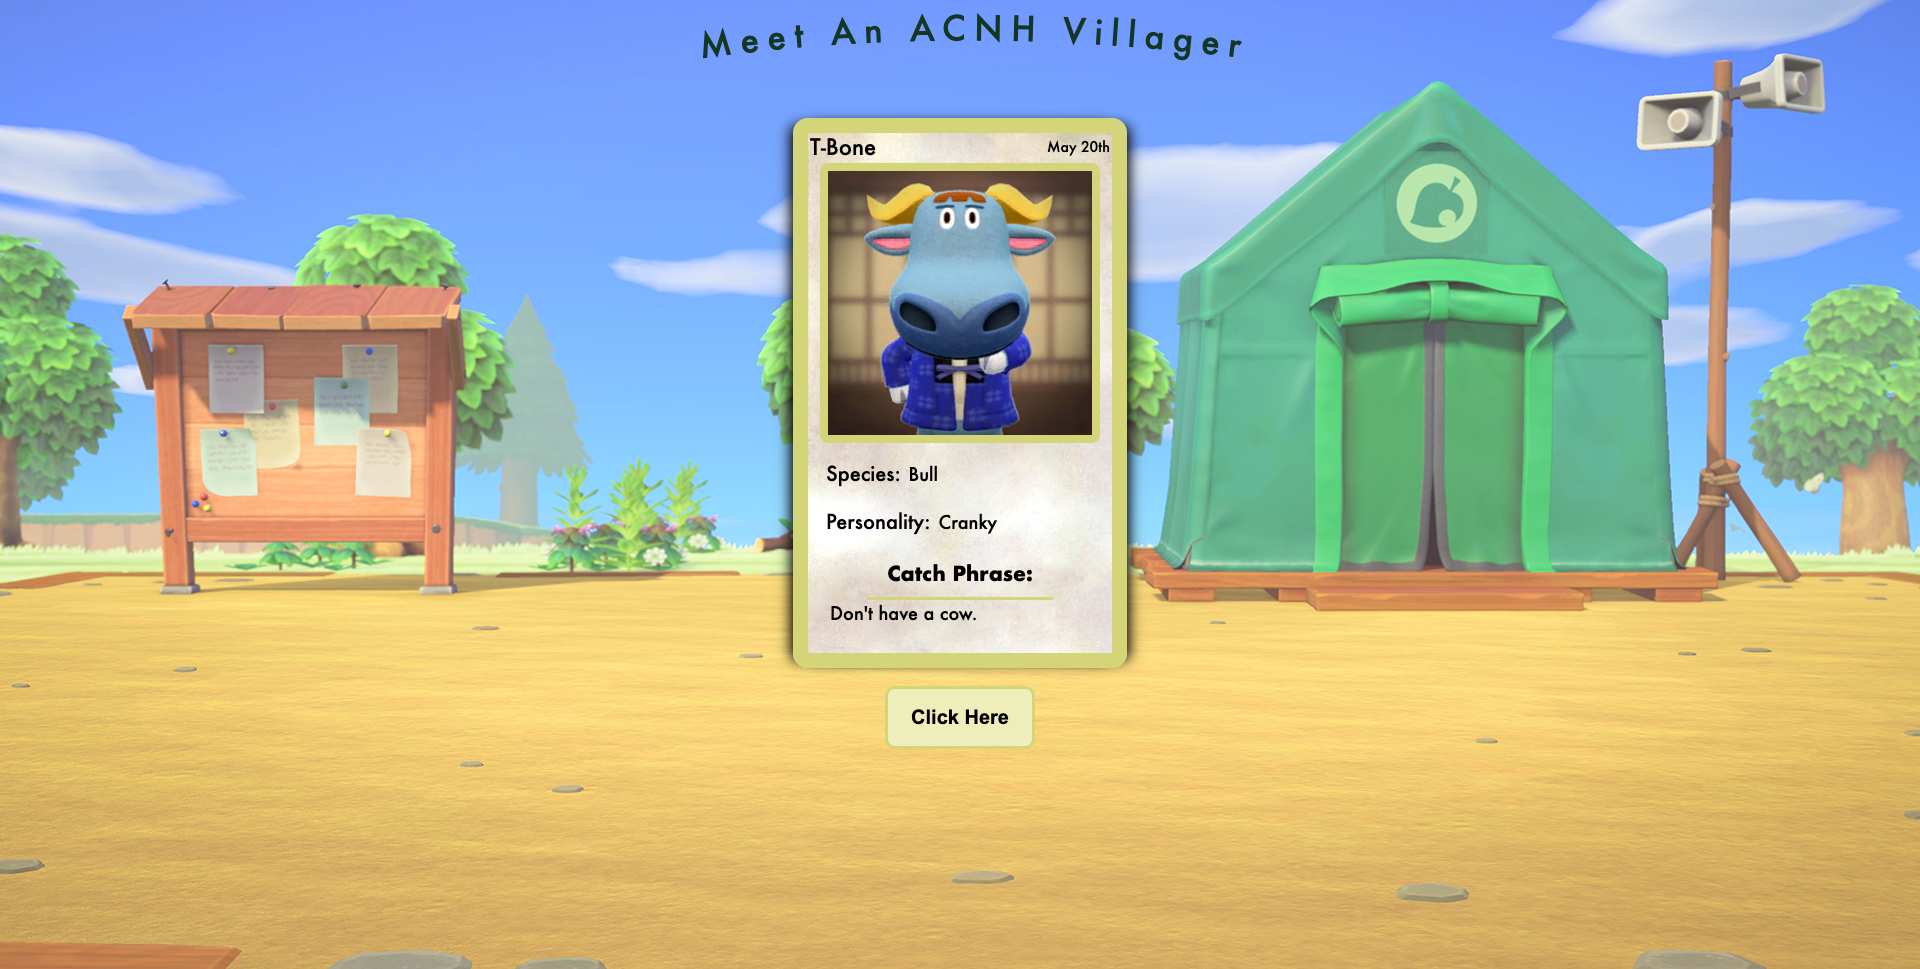 Meet An ACNH Villager
T-Bone
May 20th
Species: Bull
Personality: Cranky
Catch Phrase:
Don't have a cow.
Click Here